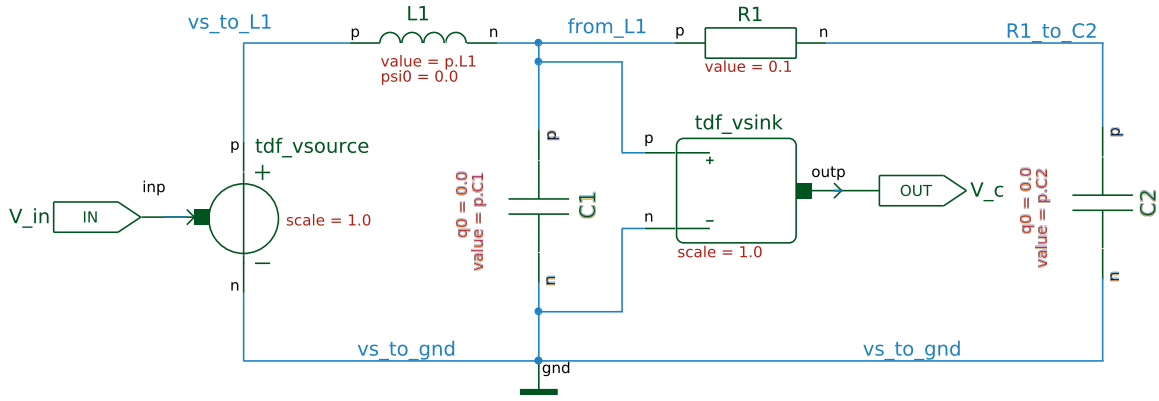 L1
R1
vs_to_L1
from_L1
R1_to_C2
p
n
p
n
value = p.L1
psi0 = 0.0
value = 0.1
tdf_vsink
p
p
p
p
tdf_vsource
+
+
inp
outp
V_in
IN
OUT
V_c
q0 = 0.0
value = p.C1
C1
q0 = 0.0
value = p.C2
C2
scale = 1.0
n
−
scale = 1.0
−
n
n
n
vs_to_gnd
vs_to_gnd
gnd